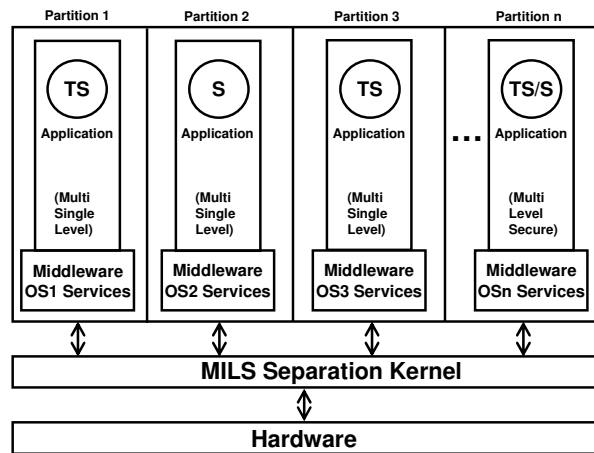 Partition 1 Partition 2 Partition 3 Partition n
TS S TS TS/S
Application Application Application ... Application
(Multi (Multi (Multi (Multi
Single Single Single Level
Level) Level) Level) Secure)
Middleware Middleware Middleware Middleware
OS1 Services OS2 Services OS3 Services OSn Services
MILS Separation Kernel
Hardware